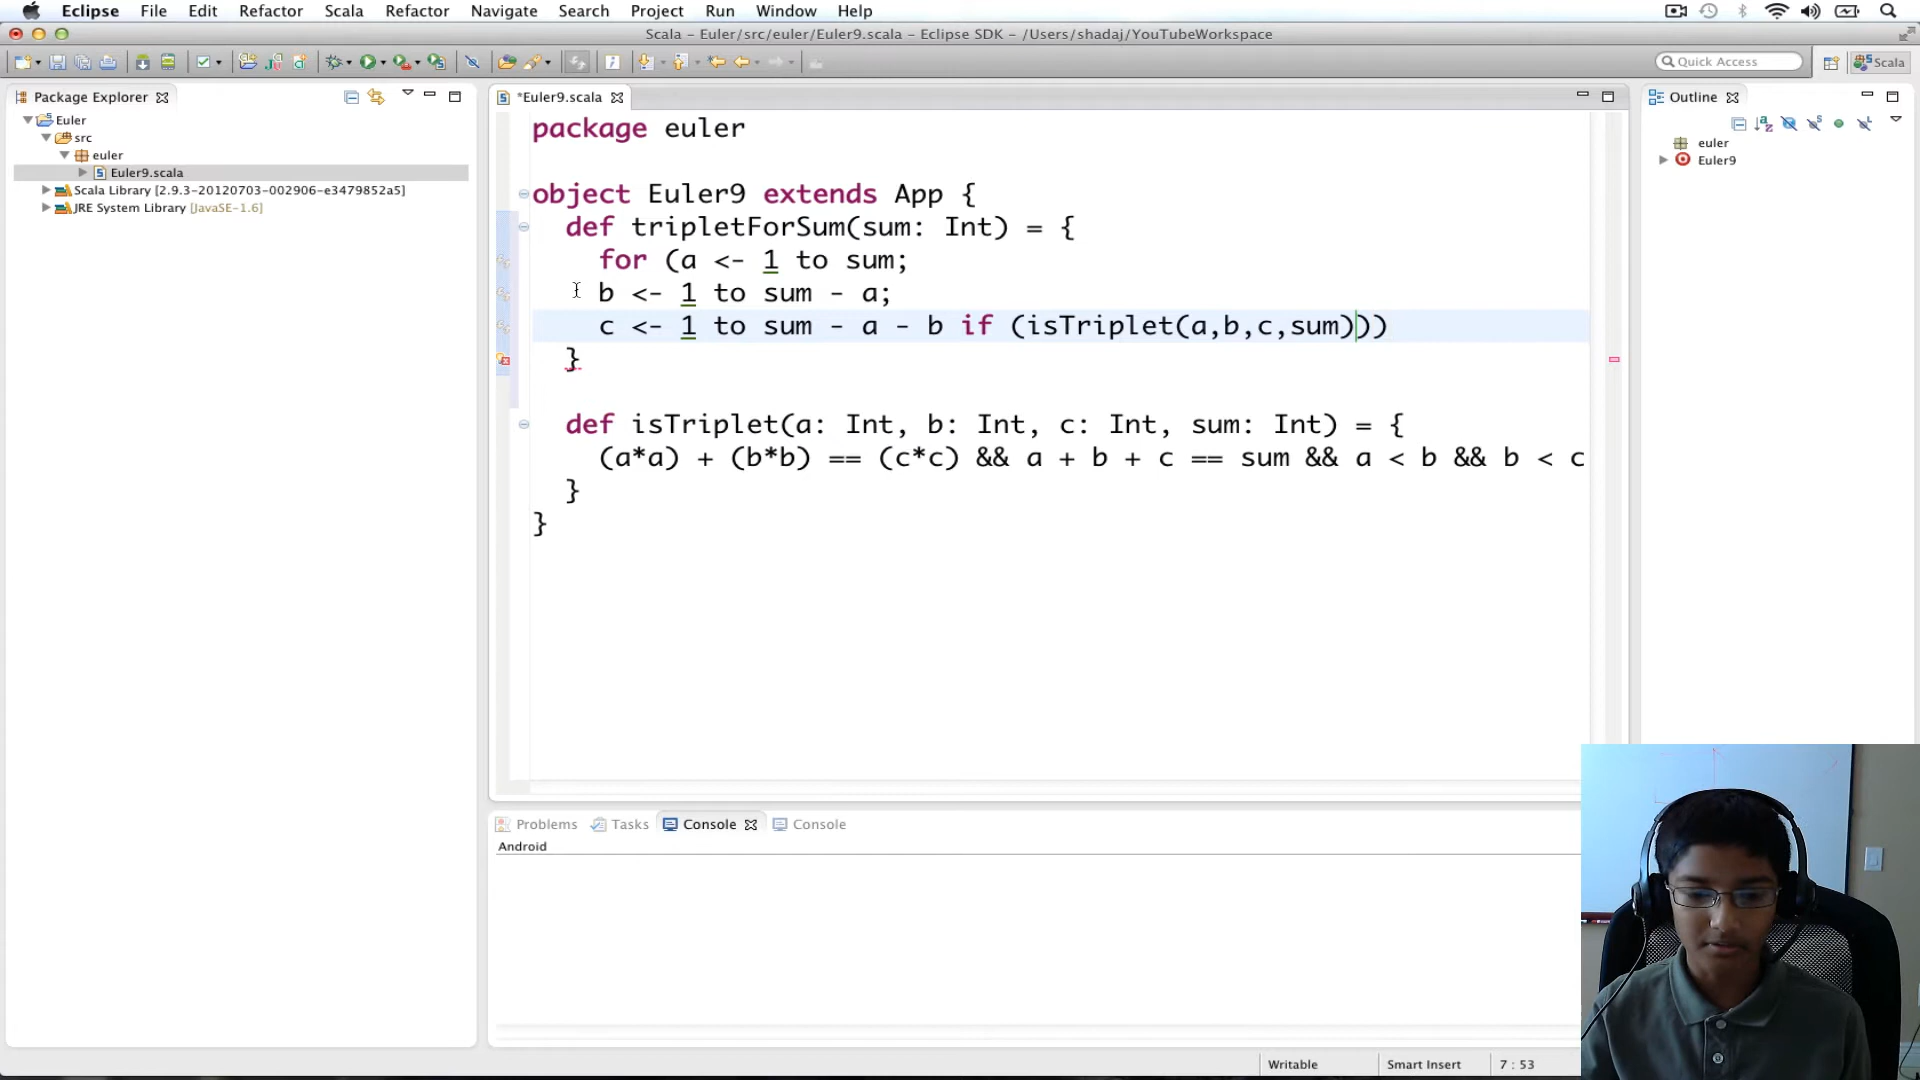 Eclipse File Edit Refactor Scala Refactor Navigate Search Project Run Window Help
Scala - Euler/src/euler/Euler9.scala - Eclipse SDK - /Users/shadaj/YouTubeWorkspace
Quick Access
Scala
Package Explorer
Euler
src
euler
Euler9.scala
Scala Library [2.9.3-20120703-002906-e3479852a5]
JRE System Library [JavaSE-1.6]
*Euler9.scala
package euler
object Euler9 extends App {
def tripletForSum(sum: Int) = {
for (a <- 1 to sum;
b <- 1 to sum - a;
c <- 1 to sum - a - b if (isTriplet(a,b,c,sum)))
}
def isTriplet(a: Int, b: Int, c: Int, sum: Int) = {
(a*a) + (b*b) == (c*c) && a + b + c == sum && a < b && b < c
}
}
Outline
euler
Euler9
Problems Tasks Console Console
Android
Writable Smart Insert 7 : 53